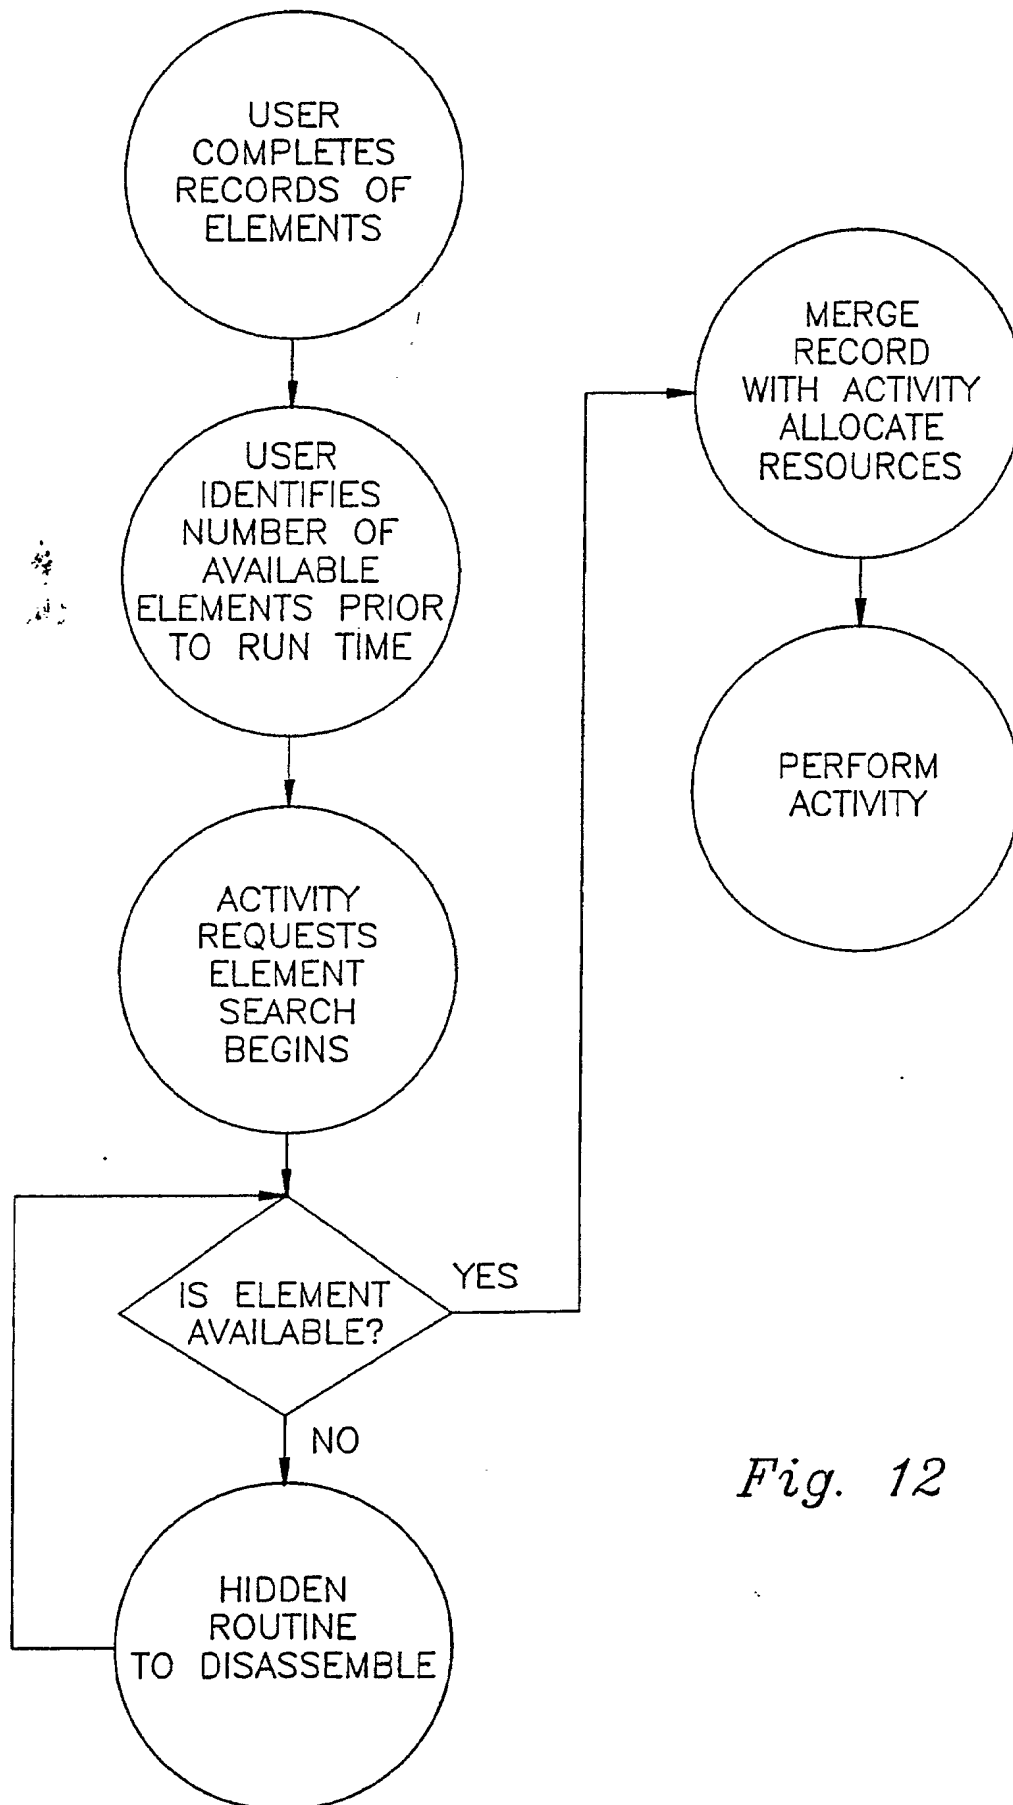 USER
COMPLETES
RECORDS OF
ELEMENTS
USER
IDENTIFIES
NUMBER OF
AVAILABLE
ELEMENTS PRIOR
TO RUN TIME
ACTIVITY
REQUESTS
ELEMENT
SEARCH
BEGINS
IS ELEMENT
AVAILABLE?
YES
NO
HIDDEN
ROUTINE
TO DISASSEMBLE
MERGE
RECORD
WITH ACTIVITY
ALLOCATE
RESOURCES
PERFORM
ACTIVITY
Fig. 12